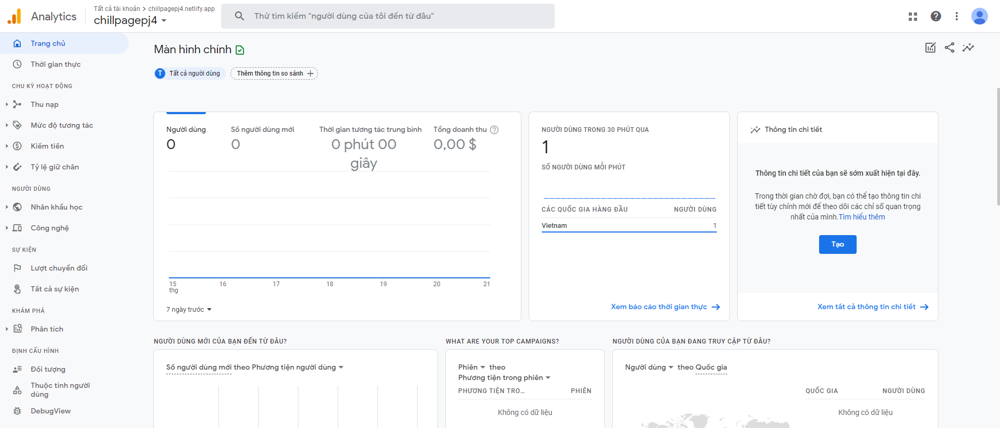 Analytics
Tất cả tài khoản > chillpagepj4.netlify.app
chillpagepj4
Thử tìm kiếm "người dùng của tôi đến từ đâu"
Trang chủ
Thời gian thực
CHU KỲ HOẠT ĐỘNG
Thu nạp
Mức độ tương tác
Kiếm tiền
Tỷ lệ giữ chân
NGƯỜI DÙNG
Nhân khẩu học
Công nghệ
SỰ KIỆN
Lượt chuyển đổi
Tất cả sự kiện
KHÁM PHÁ
Phân tích
ĐỊNH CẤU HÌNH
Đối tượng
Thuộc tính người
dùng
DebugView
Màn hình chính
T Tất cả người dùng
Thêm thông tin so sánh
Người dùng
0
Số người dùng mới
0
Thời gian tương tác trung bình
0 phút 00
giây
Tổng doanh thu
0,00 $
15 16 17 18 19 20 21
thg
7 ngày trước
NGƯỜI DÙNG TRONG 30 PHÚT QUA
1
SỐ NGƯỜI DÙNG MỖI PHÚT
CÁC QUỐC GIA HÀNG ĐẦU NGƯỜI DÙNG
Vietnam 1
Xem báo cáo thời gian thực
Thông tin chi tiết
Thông tin chi tiết của bạn sẽ sớm xuất hiện tại đây.
Trong thời gian chờ đợi, bạn có thể tạo thông tin chi
tiết tùy chỉnh mới để theo dõi các chỉ số quan trọng
nhất của mình.Tìm hiểu thêm
Tạo
Xem tất cả thông tin chi tiết
NGƯỜI DÙNG MỚI CỦA BẠN ĐẾN TỪ ĐÂU?
Số người dùng mới theo Phương tiện người dùng
WHAT ARE YOUR TOP CAMPAIGNS?
Phiên theo
Phương tiện trong phiên
PHƯƠNG TIỆN TRO... PHIÊN
Không có dữ liệu
NGƯỜI DÙNG CỦA BẠN ĐANG TRUY CẬP TỪ ĐÂU?
Người dùng theo Quốc gia
QUỐC GIA NGƯỜI DÙNG
Không có dữ liệu